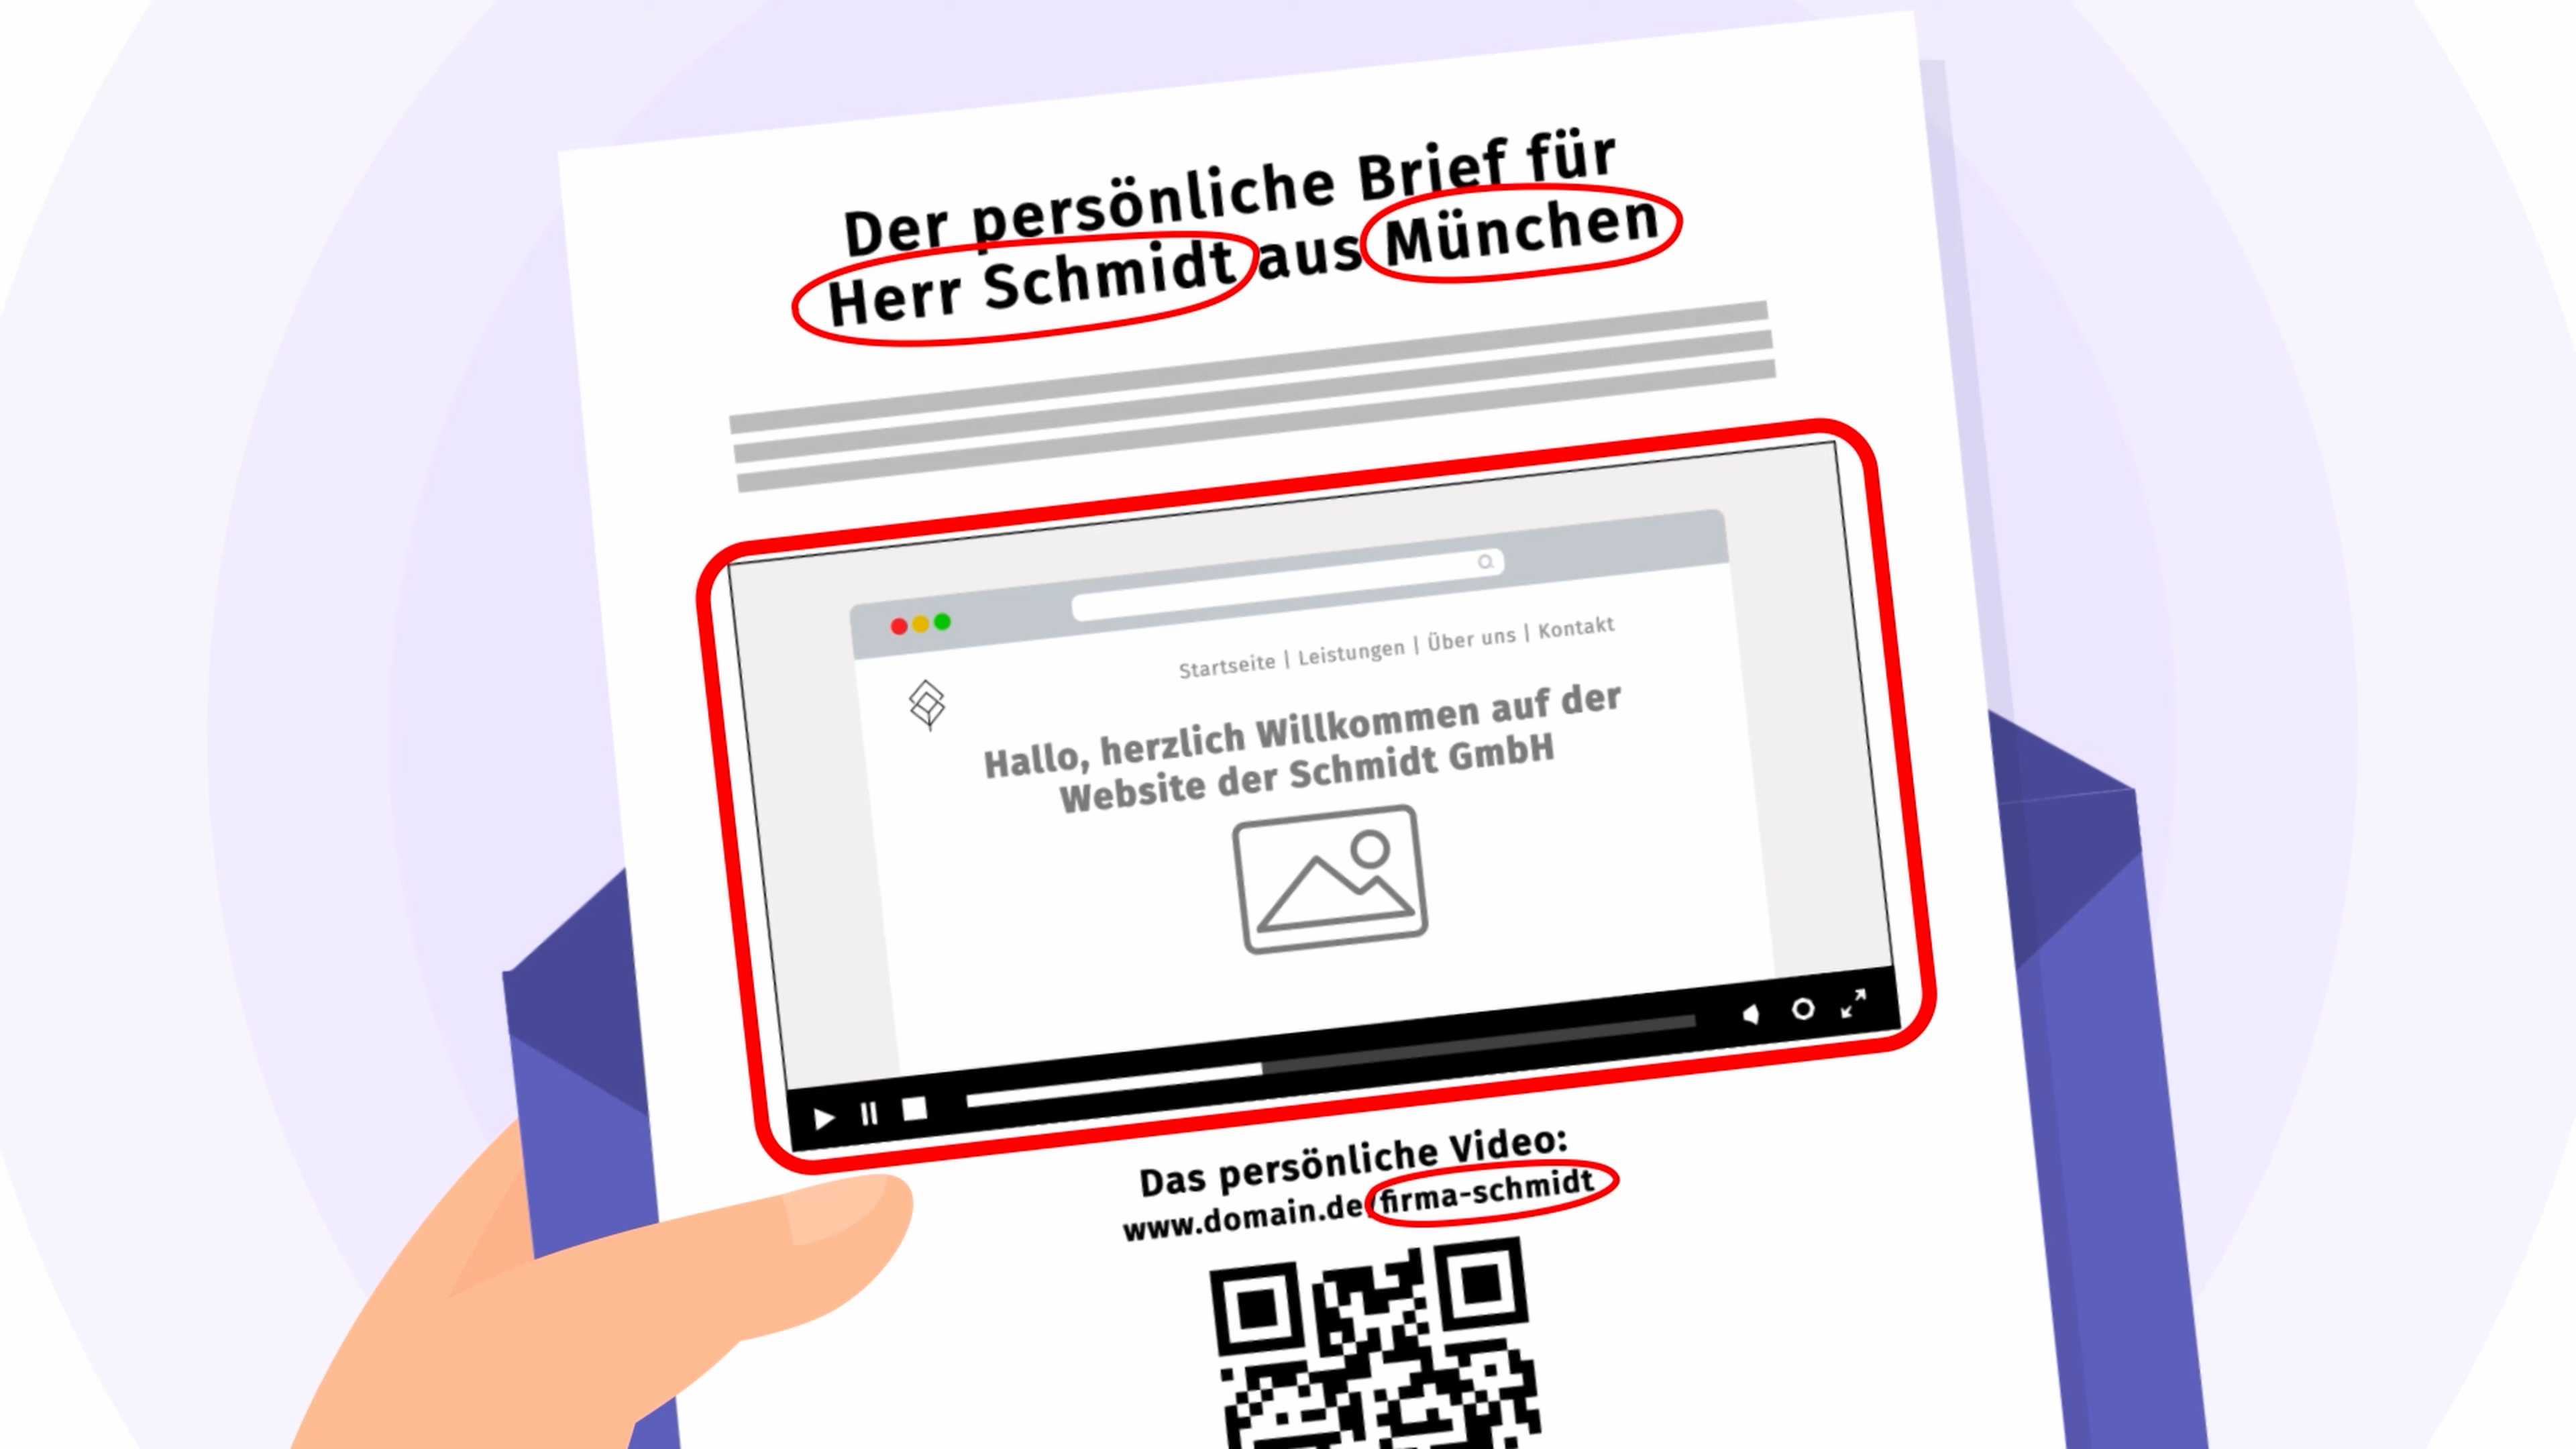 Der persönliche Brief für
Herr Schmidt aus München
Startseite | Leistungen | Über uns | Kontakt
Hallo, herzlich Willkommen auf der
Website der Schmidt GmbH
Das persönliche Video:
www.domain.de/firma-schmidt